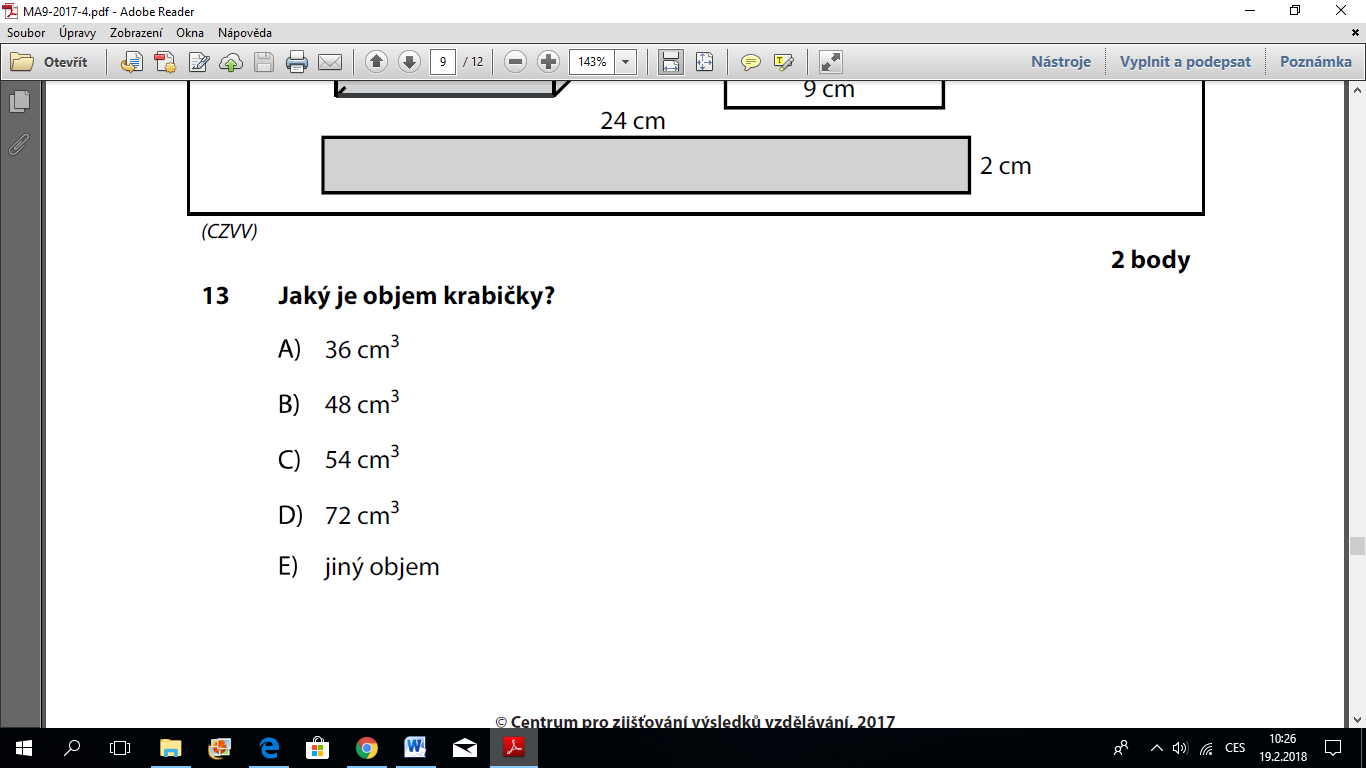 MA9-2017-4.pdf - Adobe Reader
Soubor Úpravy Zobrazení Okna Nápověda
Otevřít 9 / 12 143% Nástroje Vyplnit a podepsat Poznámka
9 cm
24 cm
2 cm
(CZVV)
2 body
13 Jaký je objem krabičky?
A) 36 cm³
B) 48 cm³
C) 54 cm³
D) 72 cm³
E) jiný objem
© Centrum pro zjišťování výsledků vzdělávání, 2017
CES
10:26
19.2.2018